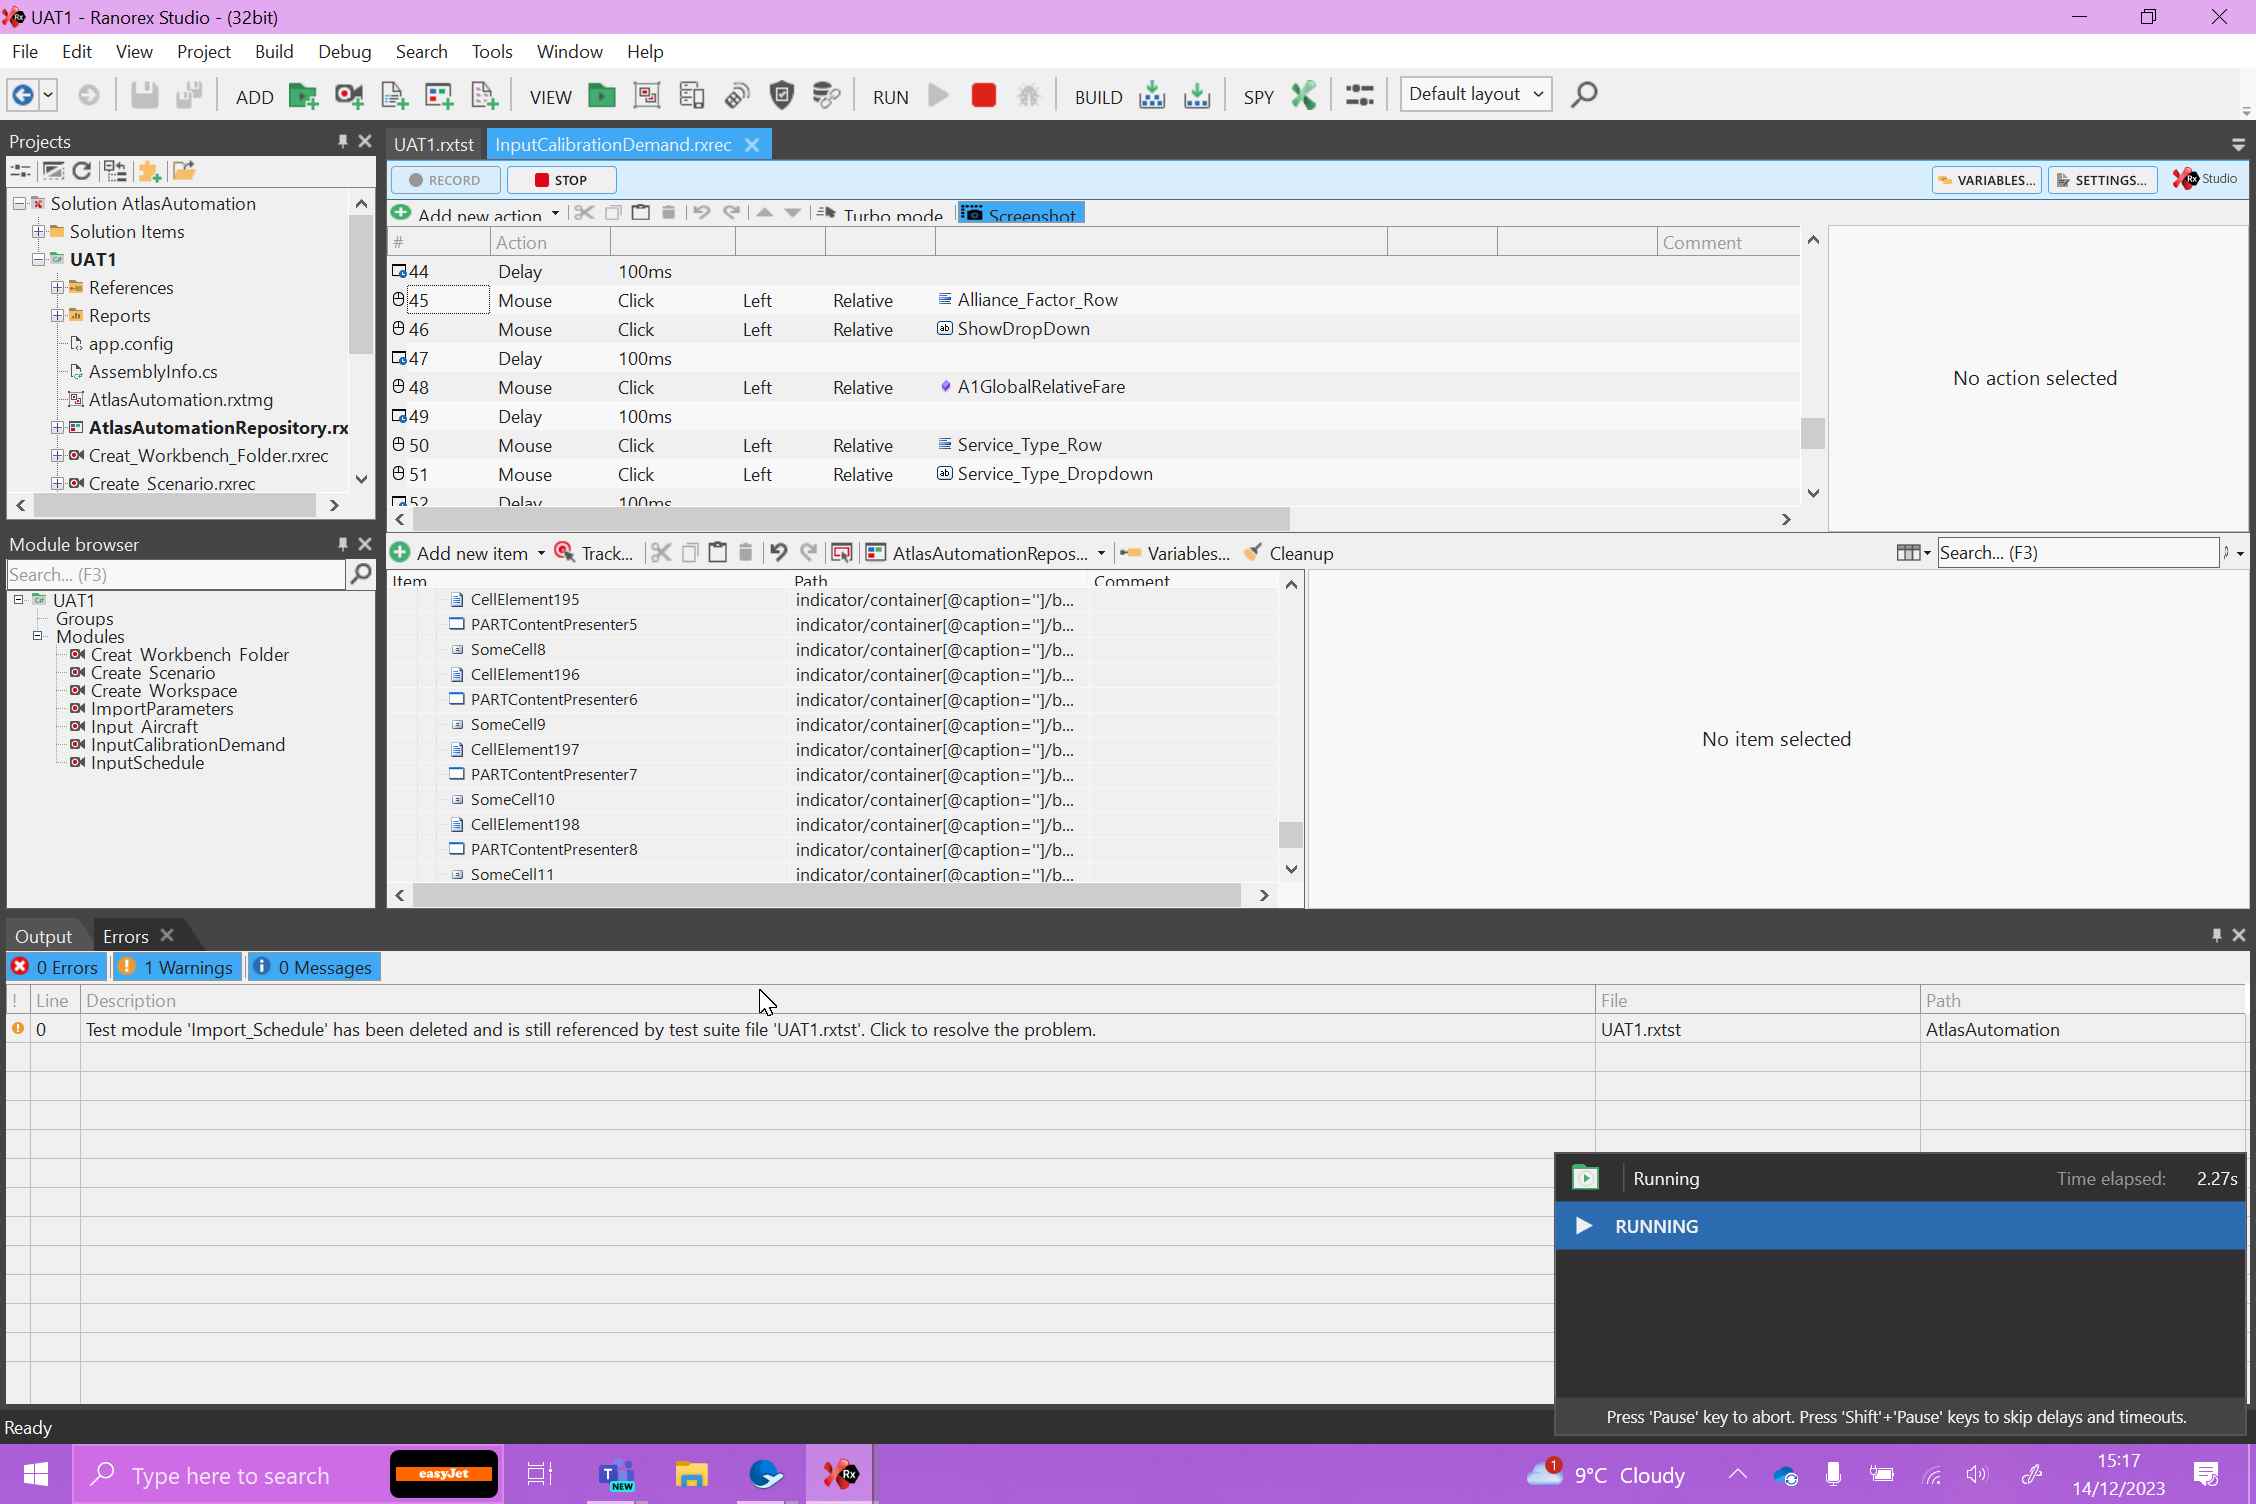 UAT1 - Ranorex Studio - (32bit)
File Edit View Project Build Debug Search Tools Window Help
ADD VIEW RUN BUILD SPY Default layout
Projects
Solution AtlasAutomation
Solution Items
UAT1
References
Reports
app.config
AssemblyInfo.cs
AtlasAutomation.rxtmg
AtlasAutomationRepository.rx
Creat_Workbench_Folder.rxrec
Create Scenario.rxrec
UAT1.rxtst InputCalibrationDemand.rxrec
RECORD STOP VARIABLES... SETTINGS... Rx Studio
Add new action Turbo mode Screenshot
# Action Comment
44 Delay 100ms
45 Mouse Click Left Relative Alliance_Factor_Row
46 Mouse Click Left Relative ShowDropDown
47 Delay 100ms
48 Mouse Click Left Relative A1GlobalRelativeFare
49 Delay 100ms
50 Mouse Click Left Relative Service_Type_Row
51 Mouse Click Left Relative Service_Type_Dropdown
52 Delay 100ms
No action selected
Module browser
Search... (F3)
UAT1
Groups
Modules
Creat Workbench Folder
Create Scenario
Create Workspace
ImportParameters
Input Aircraft
InputCalibrationDemand
InputSchedule
Add new item Track... AtlasAutomationRepos... Variables... Cleanup Search... (F3)
Item Path Comment
CellElement195 indicator/container[@caption='']/b...
PARTContentPresenter5 indicator/container[@caption='']/b...
SomeCell8 indicator/container[@caption='']/b...
CellElement196 indicator/container[@caption='']/b...
PARTContentPresenter6 indicator/container[@caption='']/b...
SomeCell9 indicator/container[@caption='']/b...
CellElement197 indicator/container[@caption='']/b...
PARTContentPresenter7 indicator/container[@caption='']/b...
SomeCell10 indicator/container[@caption='']/b...
CellElement198 indicator/container[@caption='']/b...
PARTContentPresenter8 indicator/container[@caption='']/b...
SomeCell11 indicator/container[@caption='']/b...
No item selected
Output Errors
0 Errors 1 Warnings 0 Messages
! Line Description File Path
0 Test module 'Import_Schedule' has been deleted and is still referenced by test suite file 'UAT1.rxtst'. Click to resolve the problem. UAT1.rxtst AtlasAutomation
Running Time elapsed: 2.27s
RUNNING
Press 'Pause' key to abort. Press 'Shift'+'Pause' keys to skip delays and timeouts.
Ready
Type here to search easyJet T NEW Rx 1 9°C Cloudy 15:17
14/12/2023